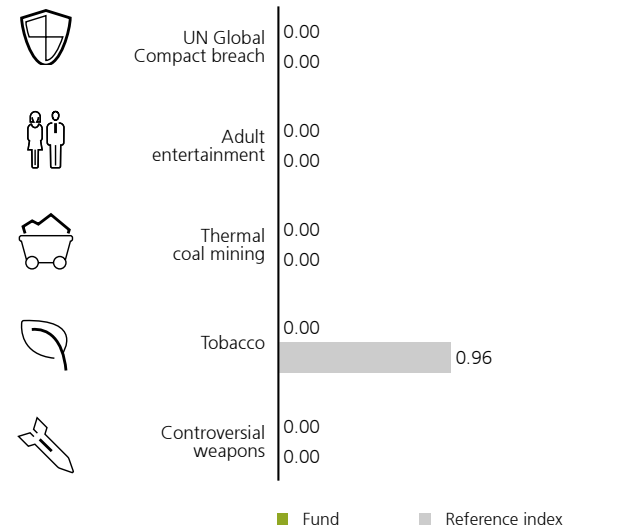 UN Global
Compact breach
0.00
0.00
Adult
entertainment
0.00
0.00
Thermal
coal mining
0.00
0.00
Tobacco
0.00
0.96
Controversial
weapons
0.00
0.00
Fund
Reference index